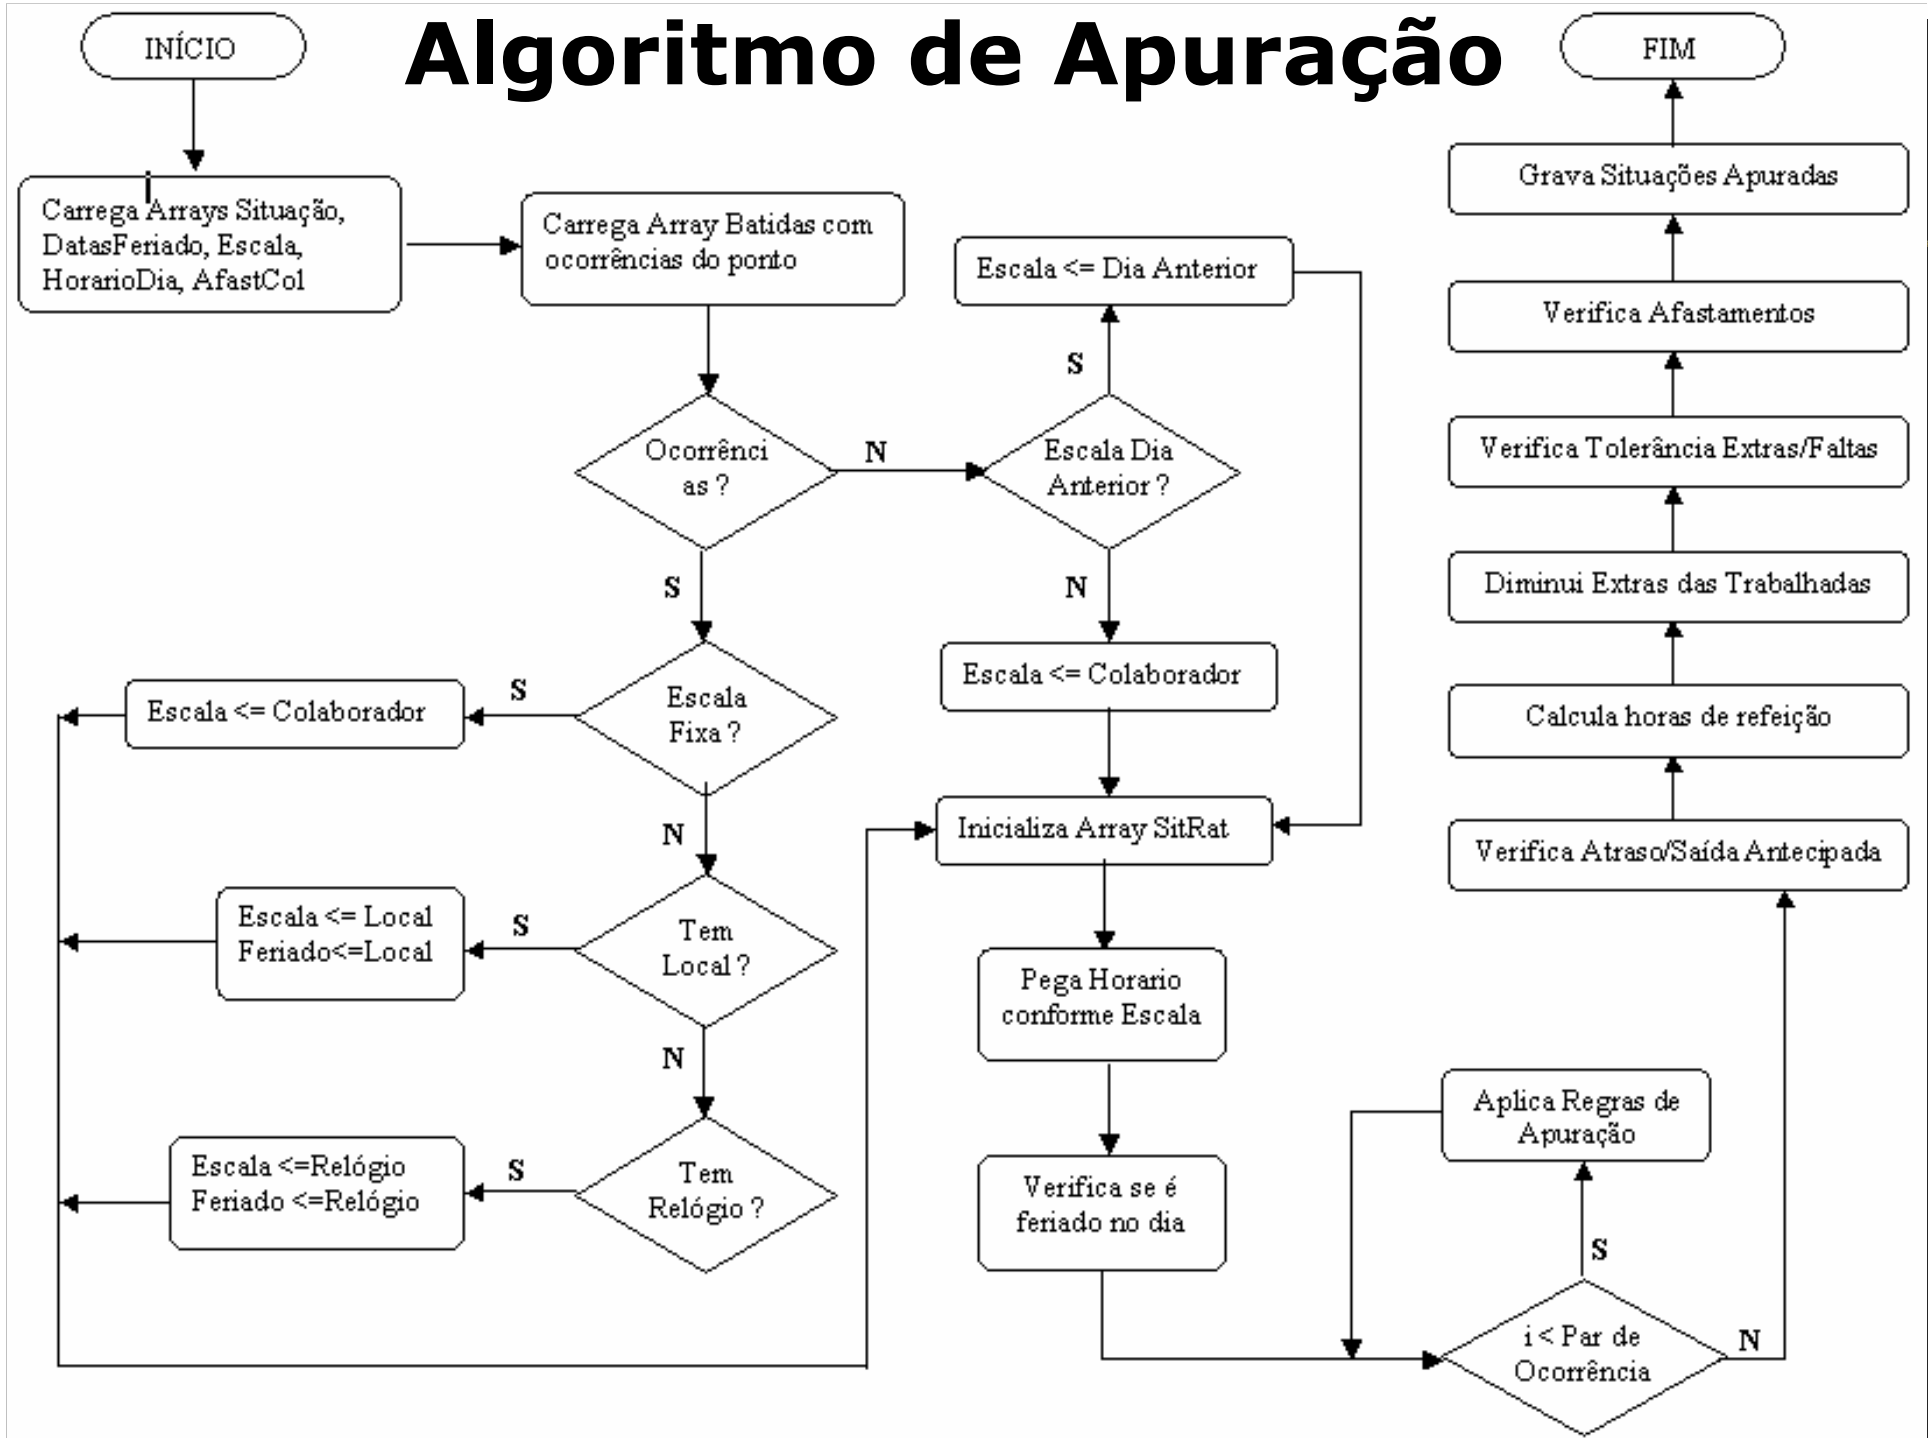 Algoritmo de Apuração
INÍCIO
Carrega Arrays Situação,
DatasFeriado, Escala,
HorarioDia, AfastCol
Carrega Array Batidas com
ocorrências do ponto
Ocorrênci
as ?
N
S
Escala Dia
Anterior ?
S
N
Escala <= Dia Anterior
Escala <= Colaborador
Escala
Fixa ?
S
N
Escala <= Colaborador
Tem
Local ?
S
N
Escala <= Local
Feriado<=Local
Tem
Relógio ?
S
Escala <=Relógio
Feriado <=Relógio
Inicializa Array SitRat
Pega Horario
conforme Escala
Verifica se é
feriado no dia
i < Par de
Ocorrência
S
N
Aplica Regras de
Apuração
Verifica Atraso/Saída Antecipada
Calcula horas de refeição
Diminui Extras das Trabalhadas
Verifica Tolerância Extras/Faltas
Verifica Afastamentos
Grava Situações Apuradas
FIM